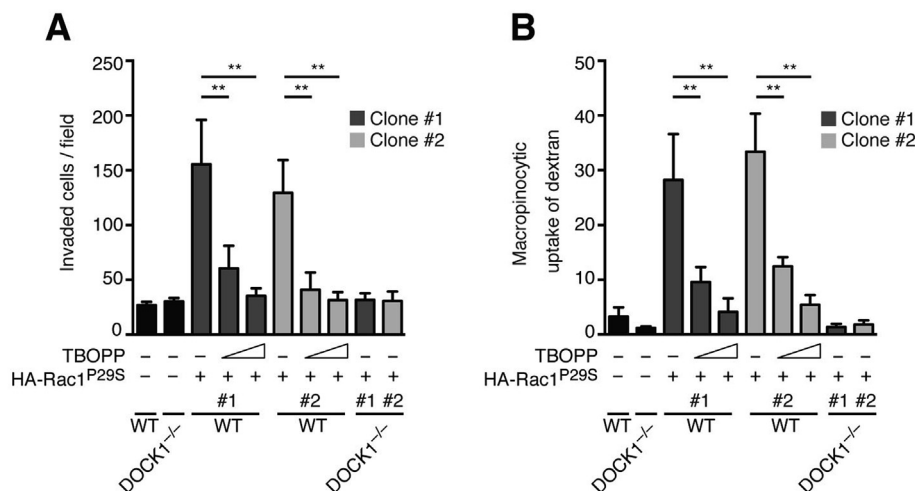 A
Invaded cells / field
250
200
150
100
50
0
Clone #1
Clone #2
** **
** **
TBOPP – – – – – –
HA-Rac1P29S – – + + + + + + + +
#1 #2 #1 #2
WT DOCK1–/– WT WT DOCK1–/–
B
Macropinocytic
uptake of dextran
50
40
30
20
10
0
Clone #1
Clone #2
** **
** **
TBOPP – – – – – –
HA-Rac1P29S – – + + + + + + + +
#1 #2 #1 #2
WT DOCK1–/– WT WT DOCK1–/–